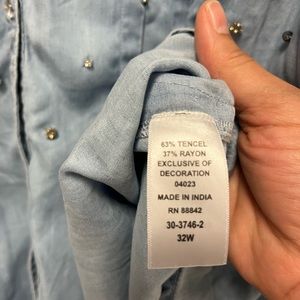 63% TENCEL
37% RAYON
EXCLUSIVE OF
DECORATION
04023
MADE IN INDIA
RN 88842
30-3746-2
32W